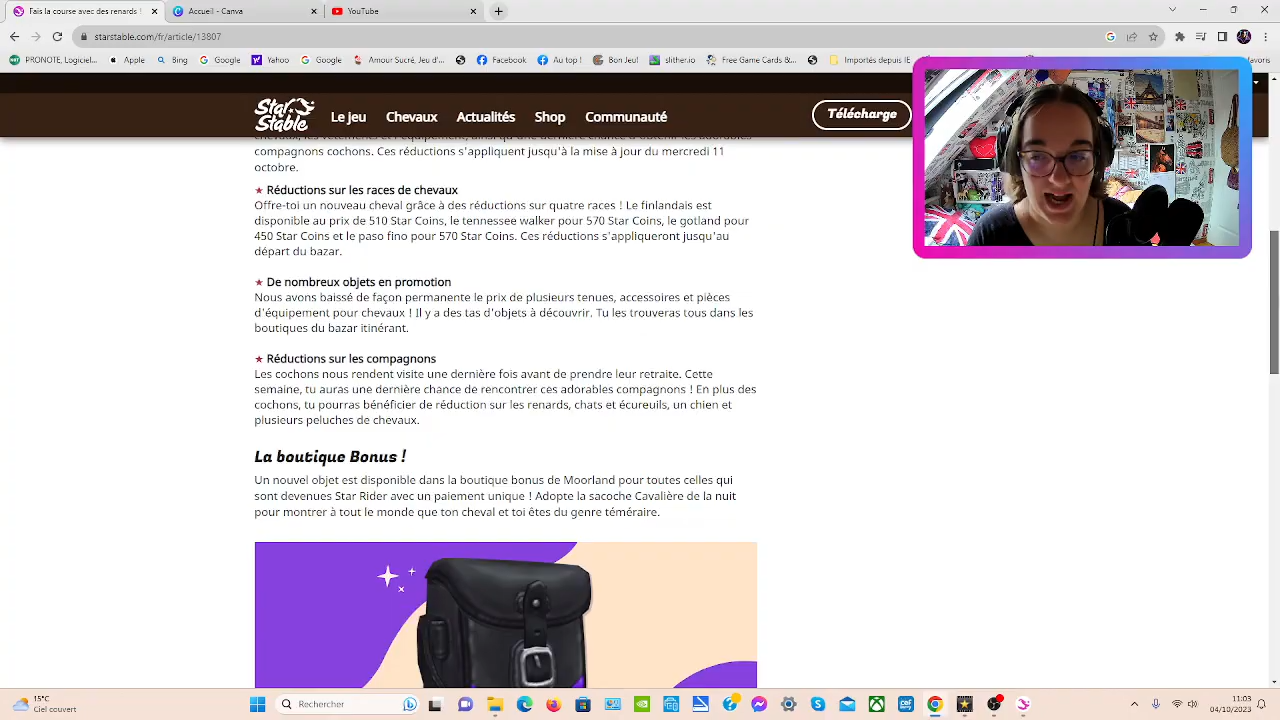 Fais la course avec des renards !
Accueil - Canva
YouTube
starstable.com/fr/article/13807
PRONOTE, Logiciel...
Apple
Bing
Google
Yahoo
Google
Amour Sucré, Jeu d'...
Facebook
Au top !
Bon Jeu!
slither.io
Free Game Cards &...
Importés depuis
Star Stable
Le jeu
Chevaux
Actualités
Shop
Communauté
Télécharge
compagnons cochons. Ces réductions s'appliquent jusqu'à la mise à jour du mercredi 11
octobre.
★ Réductions sur les races de chevaux
Offre-toi un nouveau cheval grâce à des réductions sur quatre races ! Le finlandais est
disponible au prix de 510 Star Coins, le tennessee walker pour 570 Star Coins, le gotland pour
450 Star Coins et le paso fino pour 570 Star Coins. Ces réductions s'appliqueront jusqu'au
départ du bazar.
★ De nombreux objets en promotion
Nous avons baissé de façon permanente le prix de plusieurs tenues, accessoires et pièces
d'équipement pour chevaux ! Il y a des tas d'objets à découvrir. Tu les trouveras tous dans les
boutiques du bazar itinérant.
★ Réductions sur les compagnons
Les cochons nous rendent visite une dernière fois avant de prendre leur retraite. Cette
semaine, tu auras une dernière chance de rencontrer ces adorables compagnons ! En plus des
cochons, tu pourras bénéficier de réduction sur les renards, chats et écureuils, un chien et
plusieurs peluches de chevaux.
La boutique Bonus !
Un nouvel objet est disponible dans la boutique bonus de Moorland pour toutes celles qui
sont devenues Star Rider avec un paiement unique ! Adopte la sacoche Cavalière de la nuit
pour montrer à tout le monde que ton cheval et toi êtes du genre téméraire.
15°C
Ciel couvert
Rechercher
11:03
04/10/2023